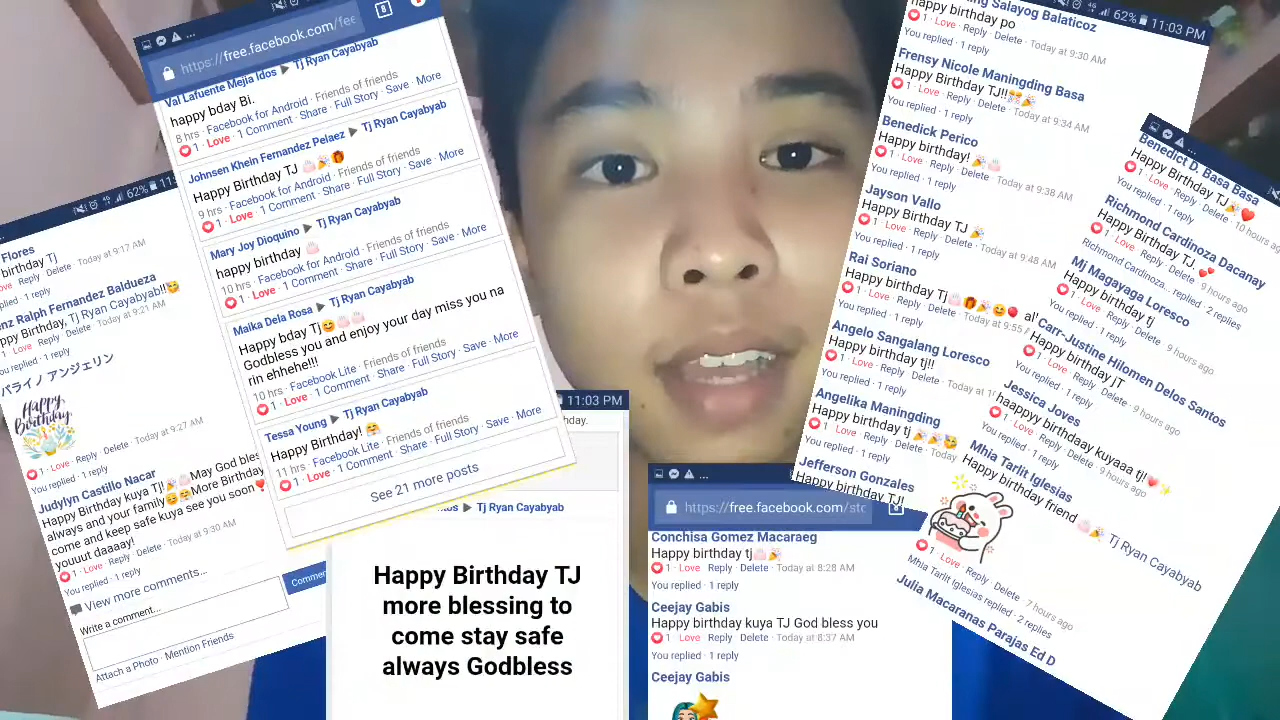 62% 11:
Flores
birthday Tj
1 · Love · Reply · Delete · Today at 9:17 AM
1 reply
enz Ralph Fernandez Baldueza
Happy Birthday, Tj Ryan Cayabyab!!😋
1 · Love · Reply · Delete · Today at 9:21 AM
You replied · 1 reply
パライノ アンジェリン
Happy Birthday
1 · Love · Reply · Delete · Today at 9:27 AM
You replied · 1 reply
Judylyn Castillo Nacar
Happy Birthday kuya TJ🎉🎂May God bless
always and your family😊😊More Birthday
come and keep safe kuya see you soon❣️
youuut daaaay!
1 · Love · Reply · Delete · Today at 9:30 AM
You replied · 1 reply
View more comments...
Write a comment...
Commen
Attach a Photo · Mention Friends
8
https://free.facebook.com/fee
Val Lafuente Mejia Idos ▶ Tj Ryan Cayabyab
happy bday Bi.
8 hrs · Facebook for Android · Friends of friends
1 · Love · 1 Comment · Share · Full Story · Save · More
Johnsen Khein Fernandez Pelaez ▶ Tj Ryan Cayabyab
Happy Birthday TJ 🎂🎉🎁
9 hrs · Facebook for Android · Friends of friends
1 · Love · 1 Comment · Share · Full Story · Save · More
Mary Joy Dioquino ▶ Tj Ryan Cayabyab
happy birthday 🎂
10 hrs · Facebook for Android · Friends of friends
1 · Love · 1 Comment · Share · Full Story · Save · More
Maika Dela Rosa ▶ Tj Ryan Cayabyab
Happy bday Tj😊🎂🎂
Godbless you and enjoy your day miss you na
rin ehhehe!!!
10 hrs · Facebook Lite · Friends of friends
1 · Love · 1 Comment · Share · Full Story · Save · More
Tessa Young ▶ Tj Ryan Cayabyab
Happy Birthday! 🥰
11 hrs · Facebook Lite · Friends of friends
1 · Love · 1 Comment · Share · Full Story · Save · More
See 21 more posts
11:03 PM
hday.
▶ Tj Ryan Cayabyab
Happy Birthday TJ
more blessing to
come stay safe
always Godbless
https://free.facebook.com/sto
8
Conchisa Gomez Macaraeg
Happy birthday tj🎂🎉
1 · Love · Reply · Delete · Today at 8:28 AM
You replied · 1 reply
Ceejay Gabis
Happy birthday kuya TJ God bless you
1 · Love · Reply · Delete · Today at 8:37 AM
You replied · 1 reply
Ceejay Gabis
62% 11:03 PM
Salayog Balaticoz
happy birthday po
1 · Love · Reply · Delete · Today at 9:30 AM
You replied · 1 reply
Frensy Nicole Maningding Basa
Happy Birthday TJ!!🎊🎉
1 · Love · Reply · Delete · Today at 9:34 AM
You replied · 1 reply
Benedick Perico
Happy birthday! 🎉🎂
1 · Love · Reply · Delete · Today at 9:38 AM
You replied · 1 reply
Jayson Vallo
Happy Birthday TJ 🎉
1 · Love · Reply · Delete · Today at 9:48 AM
You replied · 1 reply
Rai Soriano
Happy birthday Tj🎂🎁🎉😊🎈
1 · Love · Reply · Delete · Today at 9:55
You replied · 1 reply
Angelo Sangalang Loresco
Happy birthday tj!!
1 · Love · Reply · Delete · Today at 1
You replied · 1 reply
Angelika Maningding
Happy birthday tj 🎉🎉🥳
1 · Love · Reply · Delete · Today
You replied · 1 reply
Jefferson Gonzales
Happy birthday TJ!
Benedict D. Basa Basa
Happy Birthday TJ🎉❤️
1 · Love · Reply · Delete · 10 hours ag
You replied · 1 reply
Richmond Cardinoza Dacanay
Happy Birthday TJ 💕
1 · Love · Reply · Delete · 9 hours ago
Richmond Cardinoza... replied · 2 replies
Mj Magayaga Loresco
Happy birthday tj
1 · Love · Reply · Delete · 9 hours ago
You replied · 1 reply
Carr-Justine Hilomen Delos Santos
Happy birthday jT
1 · Love · Reply · Delete · 9 hours ago
You replied · 1 reply
Jessica Joves
haappyy birthdaay kuyaaa tj!❤️✨
1 · Love · Reply · Delete · 9 hours ago
You replied · 1 reply
Mhia Tarlit Iglesias
Happy birthday friend 🎂🎉 Tj Ryan Cayabyab
1 · Love · Reply · Delete · 7 hours ago
Mhia Tarlit Iglesias replied · 2 replies
Julia Macaranas Parajas Ed D